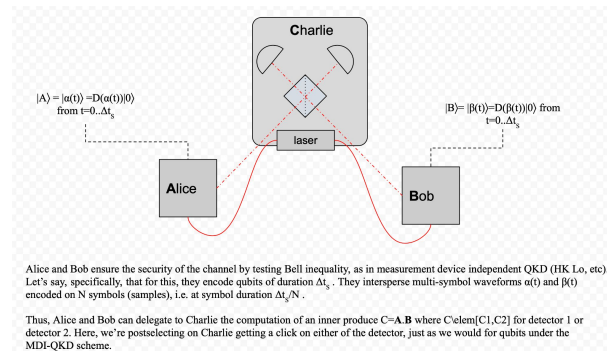 Charlie
|A⟩ = |α(t)⟩ =D(α(t))|0⟩
from t=0..Δtₛ
|B⟩= |β(t)⟩=D(β(t))|0⟩ from
t=0..Δtₛ
laser
Alice
Bob
Alice and Bob ensure the security of the channel by testing Bell inequality, as in measurement device independent QKD (HK Lo, etc)
Let's say, specifically, that for this, they encode qubits of duration Δtₛ . They intersperse multi-symbol waveforms α(t) and β(t)
encoded on N symbols (samples), i.e. at symbol duration Δtₛ/N .
Thus, Alice and Bob can delegate to Charlie the computation of an inner produce C=A.B where C\elem[C1,C2] for detector 1 or
detector 2. Here, we're postselecting on Charlie getting a click on either of the detector, just as we would for qubits under the
MDI-QKD scheme.